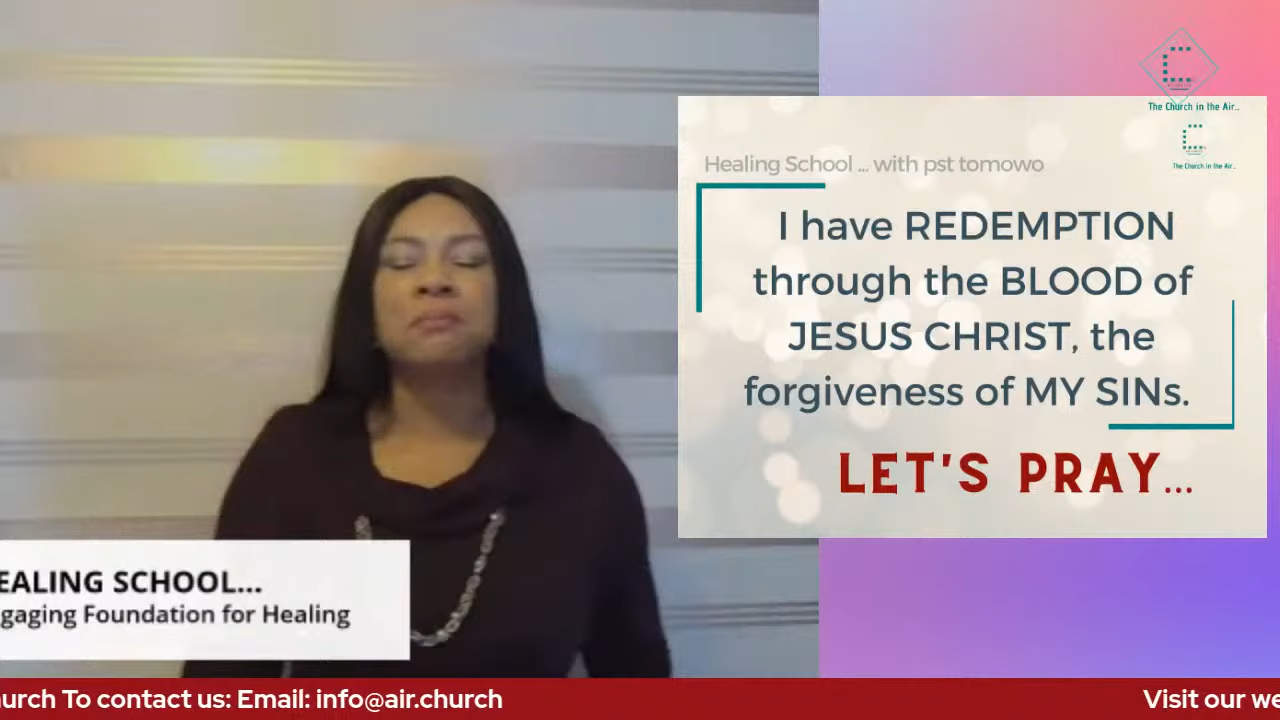 The Church in the Air..
The Church in the Air..
Healing School ... with pst tomowo
I have REDEMPTION
through the BLOOD of
JESUS CHRIST, the
forgiveness of MY SINs.
LET'S PRAY...
EALING SCHOOL...
gaging Foundation for Healing
urch To contact us: Email: info@air.church
Visit our we